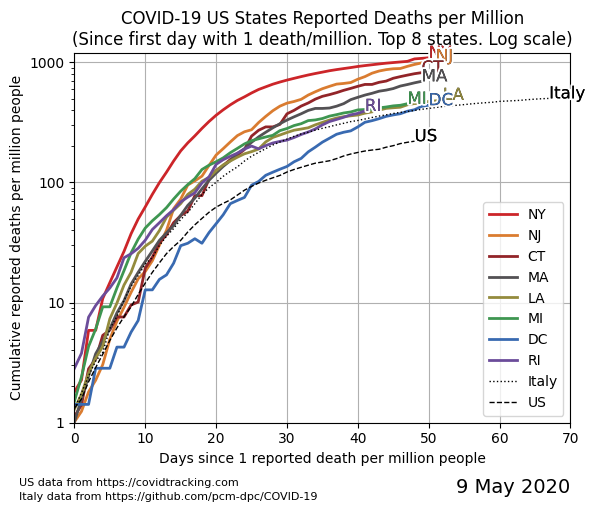 COVID-19 US States Reported Deaths per Million
(Since first day with 1 death/million. Top 8 states. Log scale)
Cumulative reported deaths per million people
1000
100
10
1
NY
NJ
CT
MA
LA
MI
DC
RI
Italy
US
NY
NJ
CT
MA
LA
MI
DC
RI
Italy
US
0 10 20 30 40 50 60 70
Days since 1 reported death per million people
US data from https://covidtracking.com
Italy data from https://github.com/pcm-dpc/COVID-19
9 May 2020